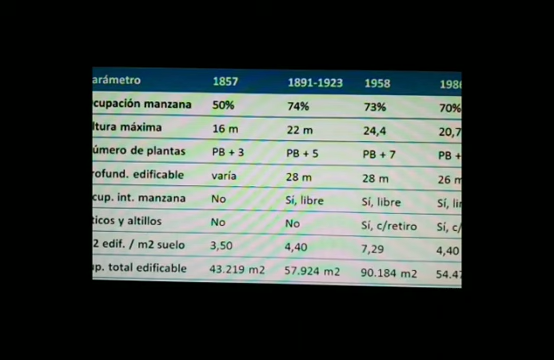 arámetro 1857 1891-1923 1958 198
cupación manzana 50% 74% 73% 70%
ltura máxima 16 m 22 m 24,4 20,7
úmero de plantas PB + 3 PB + 5 PB + 7 PB +
rofund. edificable varía 28 m 28 m 26 m
cup. int. manzana No Sí, libre Sí, libre Sí, li
ticos y altillos No No Sí, c/retiro Sí, c/
2 edif. / m2 suelo 3,50 4,40 7,29 4,40
up. total edificable 43.219 m2 57.924 m2 90.184 m2 54.47